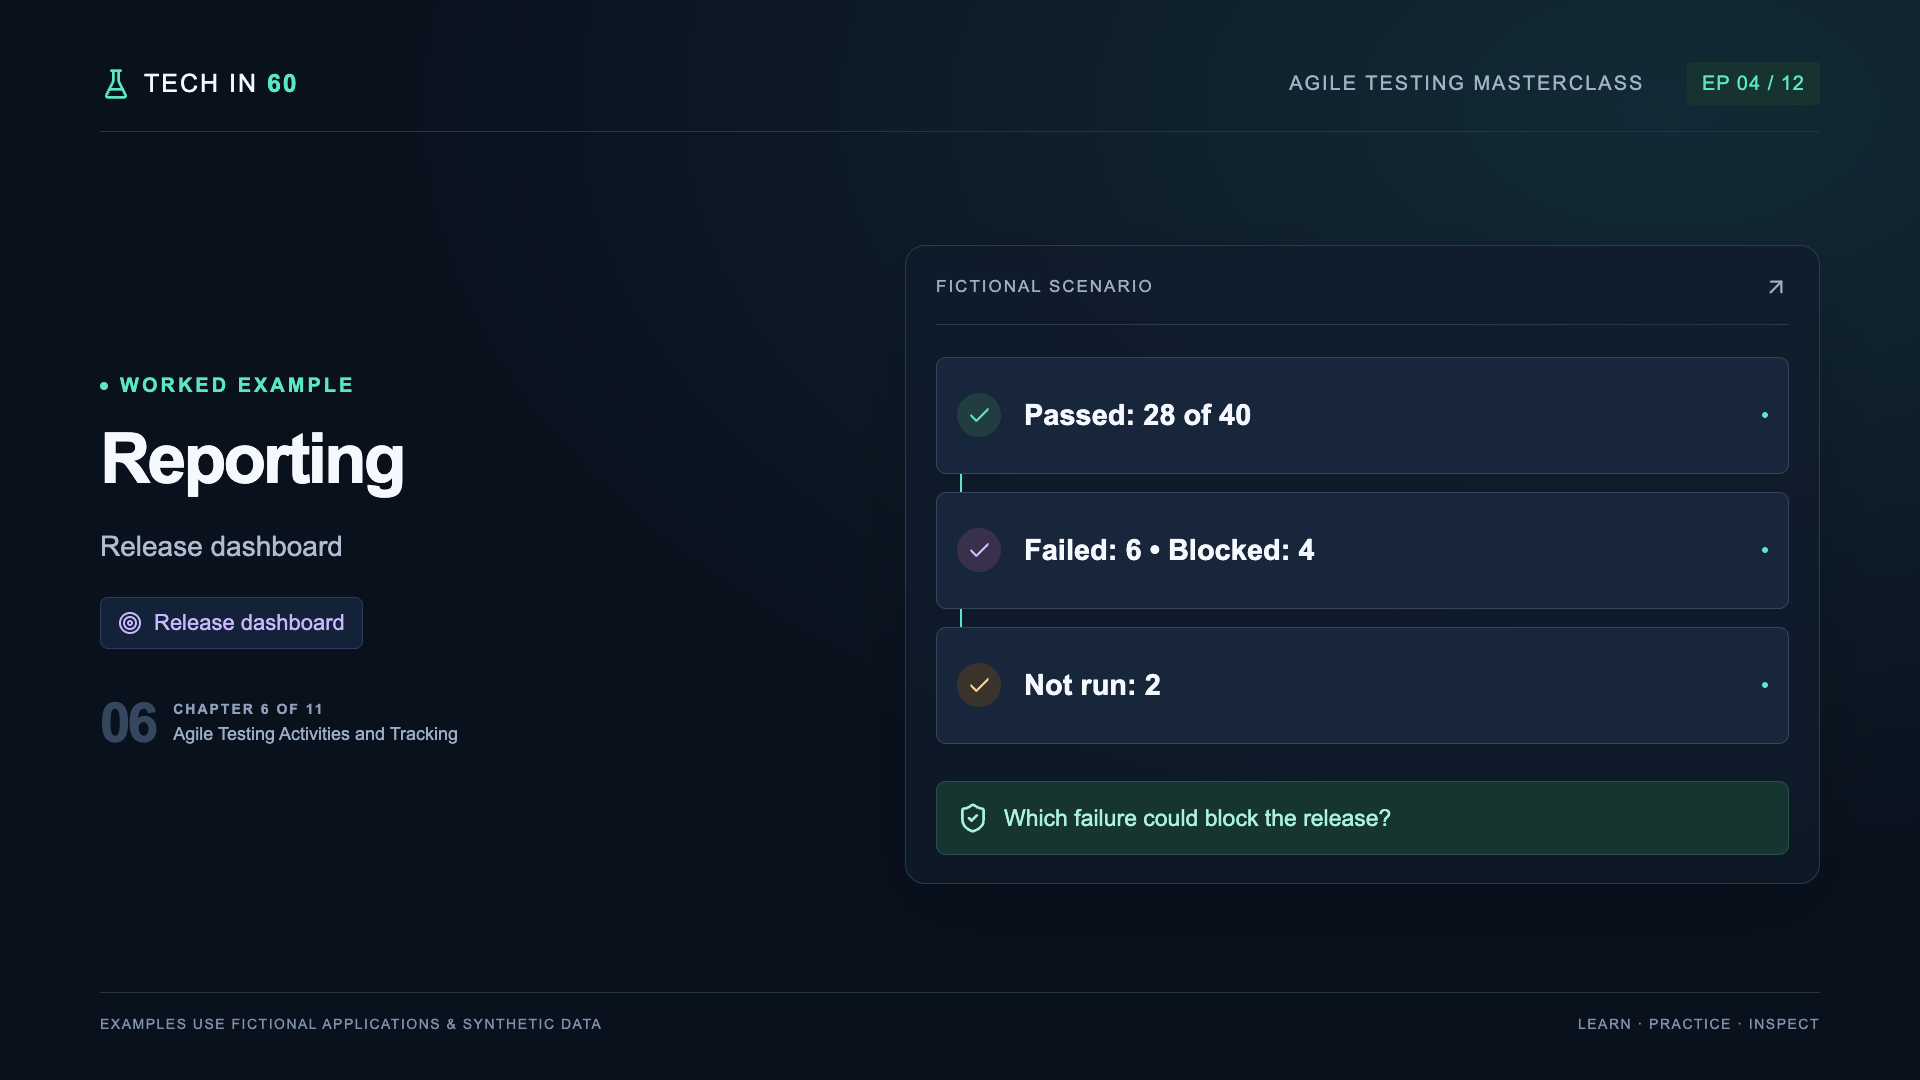 TECH IN 60
AGILE TESTING MASTERCLASS
EP 04 / 12
• WORKED EXAMPLE
Reporting
Release dashboard
Release dashboard
06
CHAPTER 6 OF 11
Agile Testing Activities and Tracking
FICTIONAL SCENARIO
Passed: 28 of 40
Failed: 6 • Blocked: 4
Not run: 2
Which failure could block the release?
EXAMPLES USE FICTIONAL APPLICATIONS & SYNTHETIC DATA
LEARN · PRACTICE · INSPECT